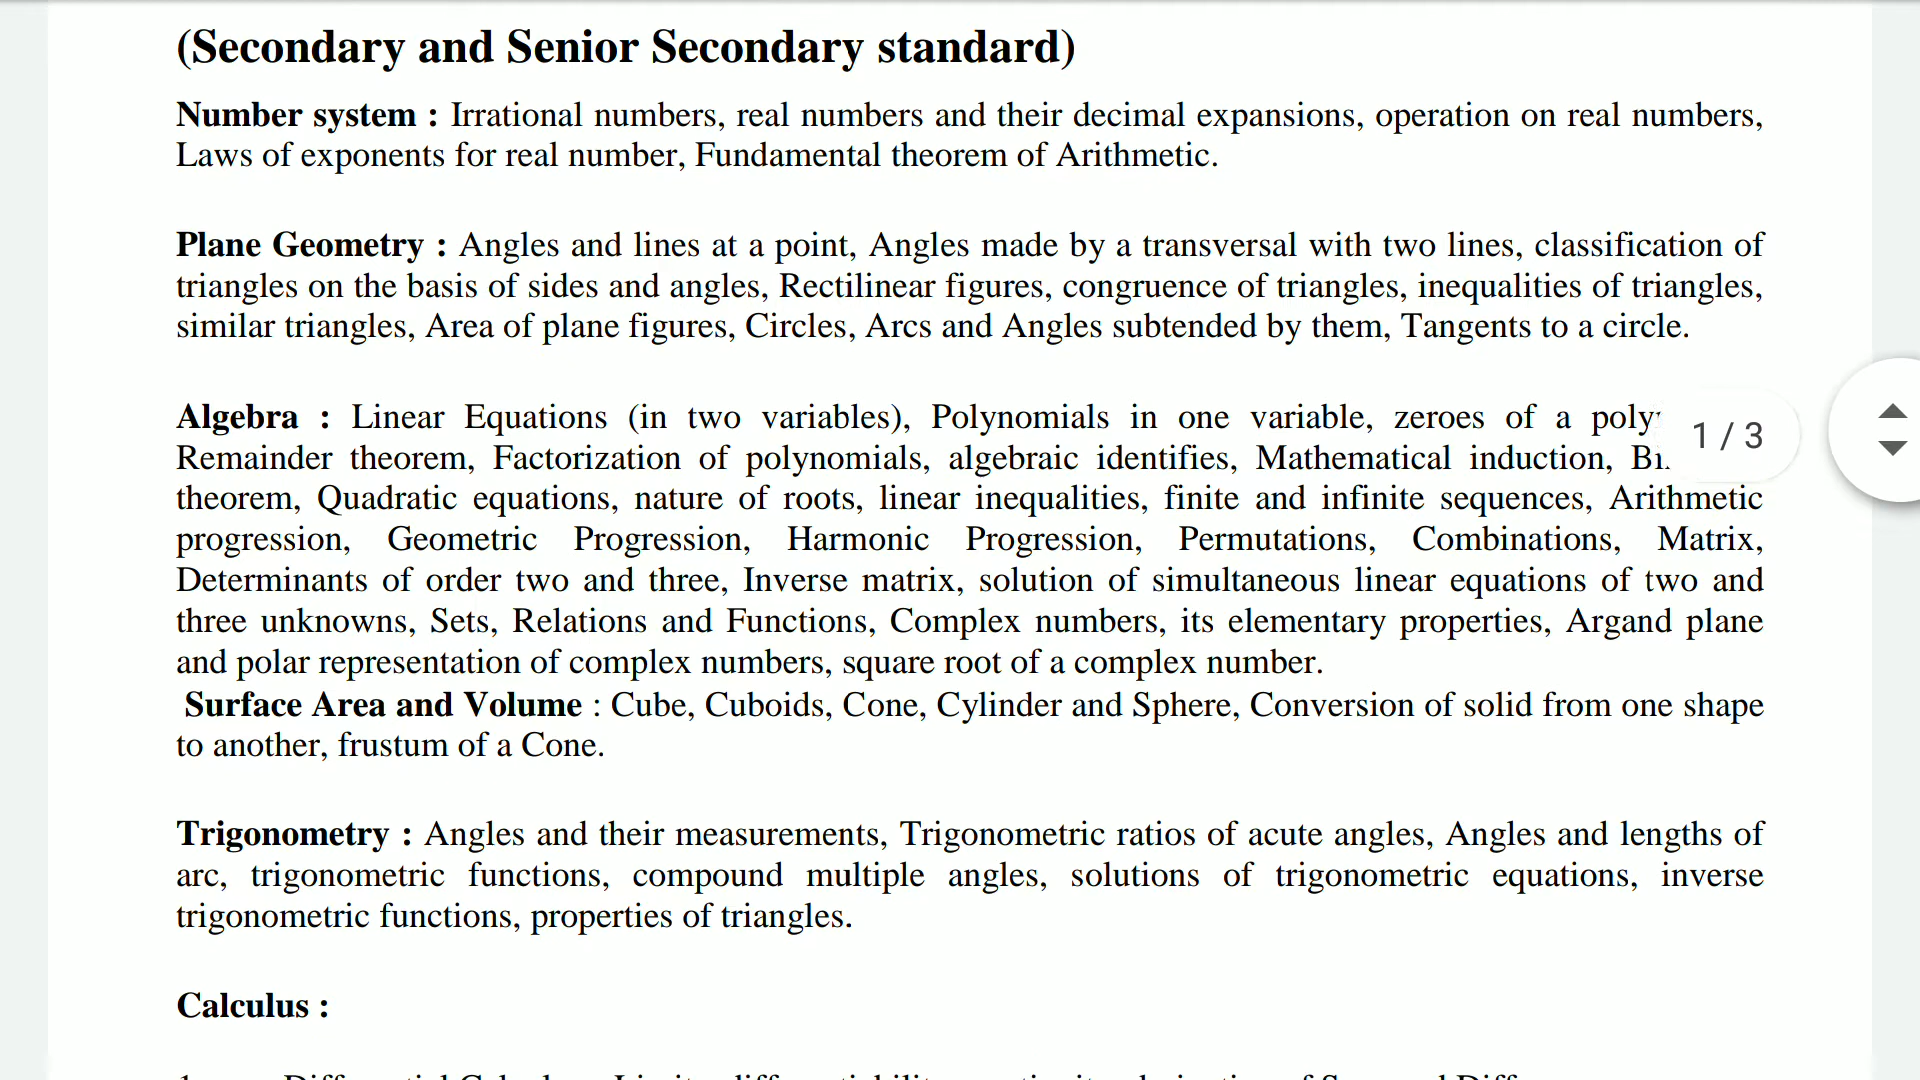 (Secondary and Senior Secondary standard)
Number system : Irrational numbers, real numbers and their decimal expansions, operation on real numbers,
Laws of exponents for real number, Fundamental theorem of Arithmetic.
Plane Geometry : Angles and lines at a point, Angles made by a transversal with two lines, classification of
triangles on the basis of sides and angles, Rectilinear figures, congruence of triangles, inequalities of triangles,
similar triangles, Area of plane figures, Circles, Arcs and Angles subtended by them, Tangents to a circle.
Algebra : Linear Equations (in two variables), Polynomials in one variable, zeroes of a
1 / 3
Remainder theorem, Factorization of polynomials, algebraic identifies, Mathematical induction,
theorem, Quadratic equations, nature of roots, linear inequalities, finite and infinite sequences, Arithmetic
progression, Geometric Progression, Harmonic Progression, Permutations, Combinations, Matrix,
Determinants of order two and three, Inverse matrix, solution of simultaneous linear equations of two and
three unknowns, Sets, Relations and Functions, Complex numbers, its elementary properties, Argand plane
and polar representation of complex numbers, square root of a complex number.
Surface Area and Volume : Cube, Cuboids, Cone, Cylinder and Sphere, Conversion of solid from one shape
to another, frustum of a Cone.
Trigonometry : Angles and their measurements, Trigonometric ratios of acute angles, Angles and lengths of
arc, trigonometric functions, compound multiple angles, solutions of trigonometric equations, inverse
trigonometric functions, properties of triangles.
Calculus :